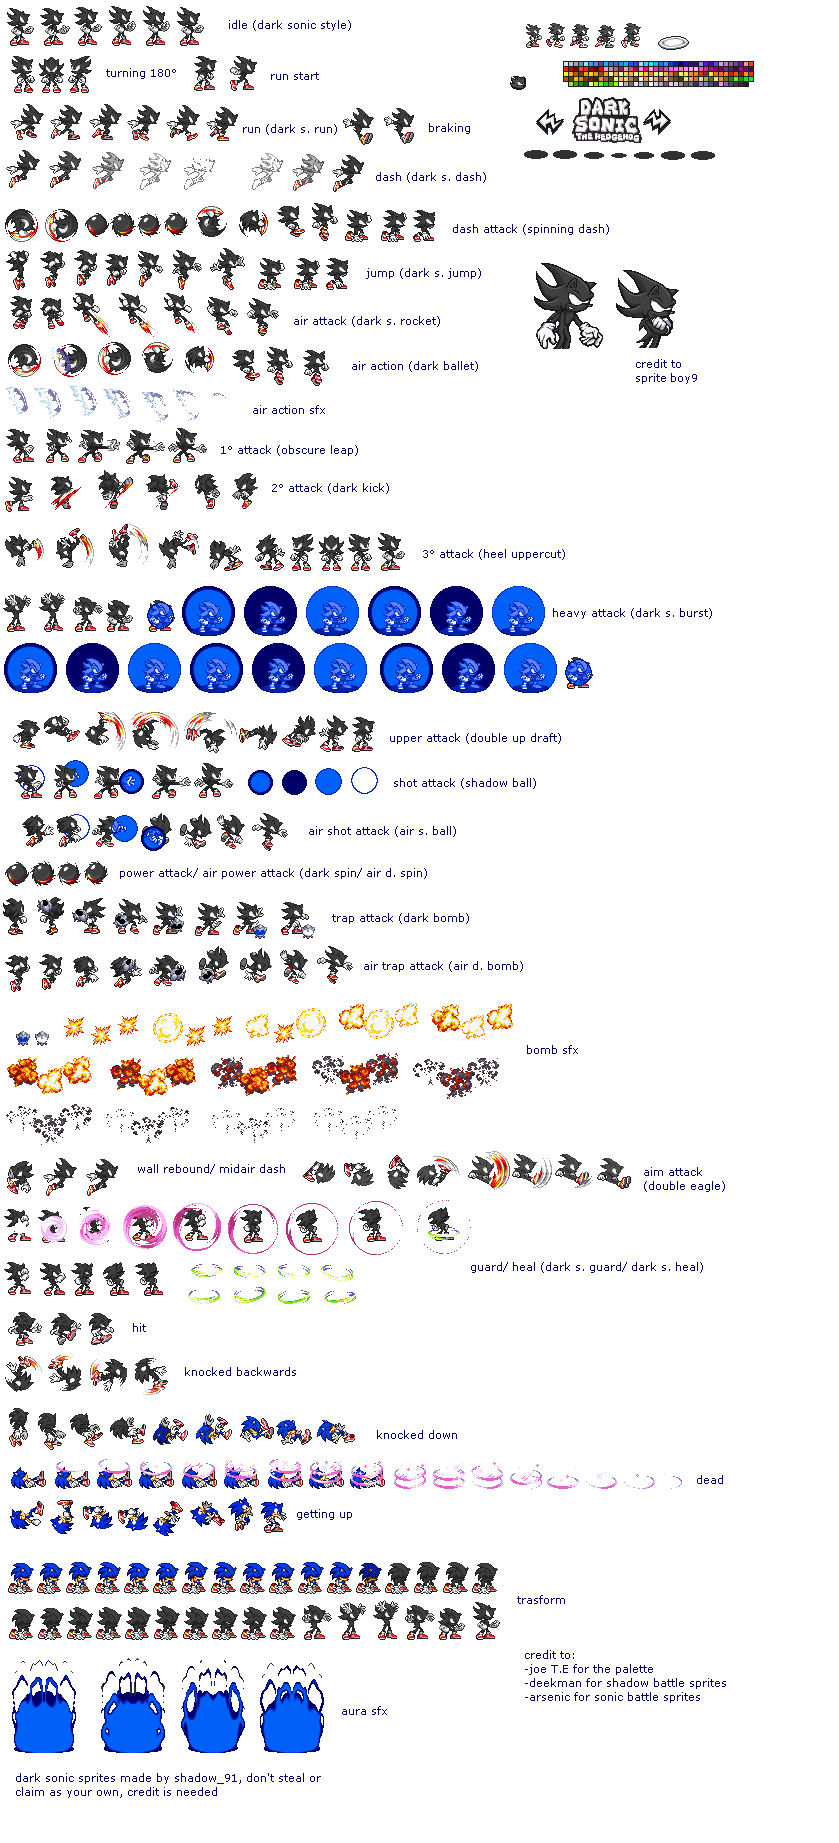 idle (dark sonic style)
turning 180°
run start
DARK
SONIC
THE HEDGEHOG
run (dark s. run)
braking
dash (dark s. dash)
dash attack (spinning dash)
jump (dark s. jump)
air attack (dark s. rocket)
air action (dark ballet)
credit to
sprite boy9
air action sfx
1° attack (obscure leap)
2° attack (dark kick)
3° attack (heel uppercut)
heavy attack (dark s. burst)
upper attack (double up draft)
shot attack (shadow ball)
air shot attack (air s. ball)
power attack/ air power attack (dark spin/ air d. spin)
trap attack (dark bomb)
air trap attack (air d. bomb)
bomb sfx
wall rebound/ midair dash
aim attack
(double eagle)
guard/ heal (dark s. guard/ dark s. heal)
hit
knocked backwards
knocked down
dead
getting up
trasform
credit to:
-joe T.E for the palette
-deekman for shadow battle sprites
-arsenic for sonic battle sprites
aura sfx
dark sonic sprites made by shadow_91, don't steal or
claim as your own, credit is needed